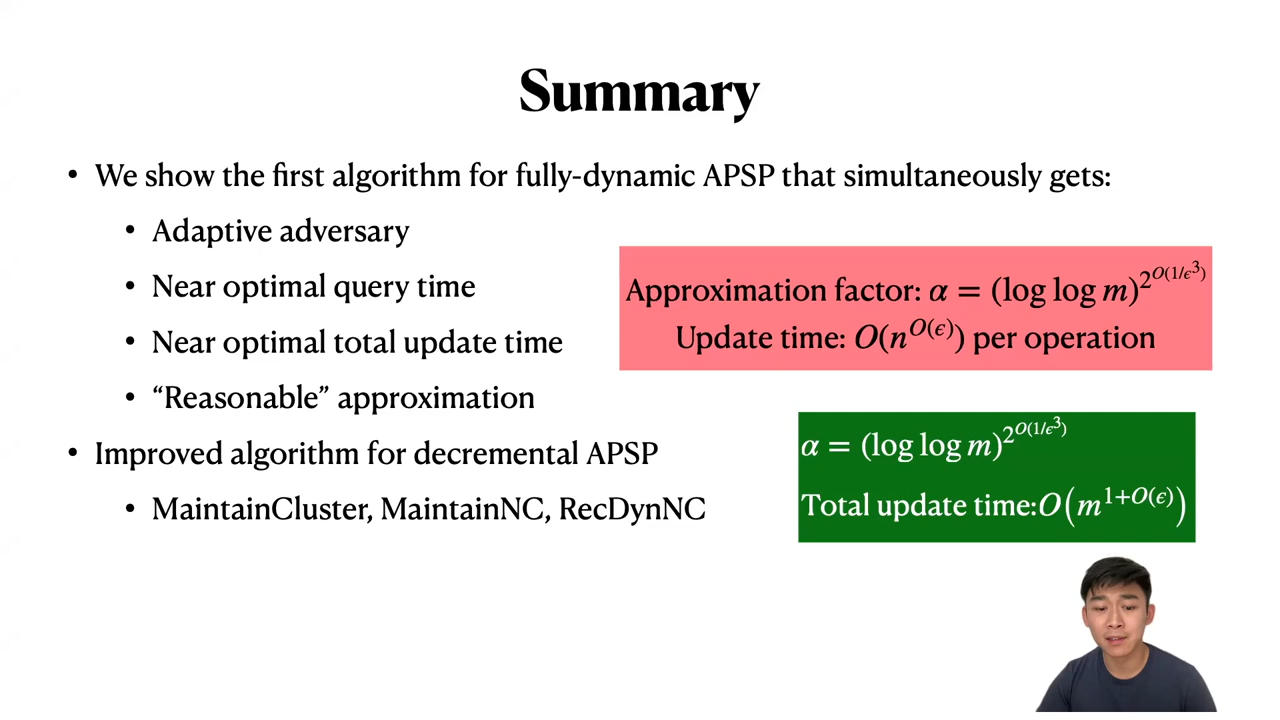 Summary
• We show the first algorithm for fully-dynamic APSP that simultaneously gets:
• Adaptive adversary
• Near optimal query time
• Near optimal total update time
• “Reasonable” approximation
• Improved algorithm for decremental APSP
• MaintainCluster, MaintainNC, RecDynNC
Approximation factor: α = (log log m)^{2^{O(1/ϵ^3)}}
Update time: O(n^{O(ϵ)}) per operation
α = (log log m)^{2^{O(1/ϵ^3)}}
Total update time:O(m^{1+O(ϵ)})